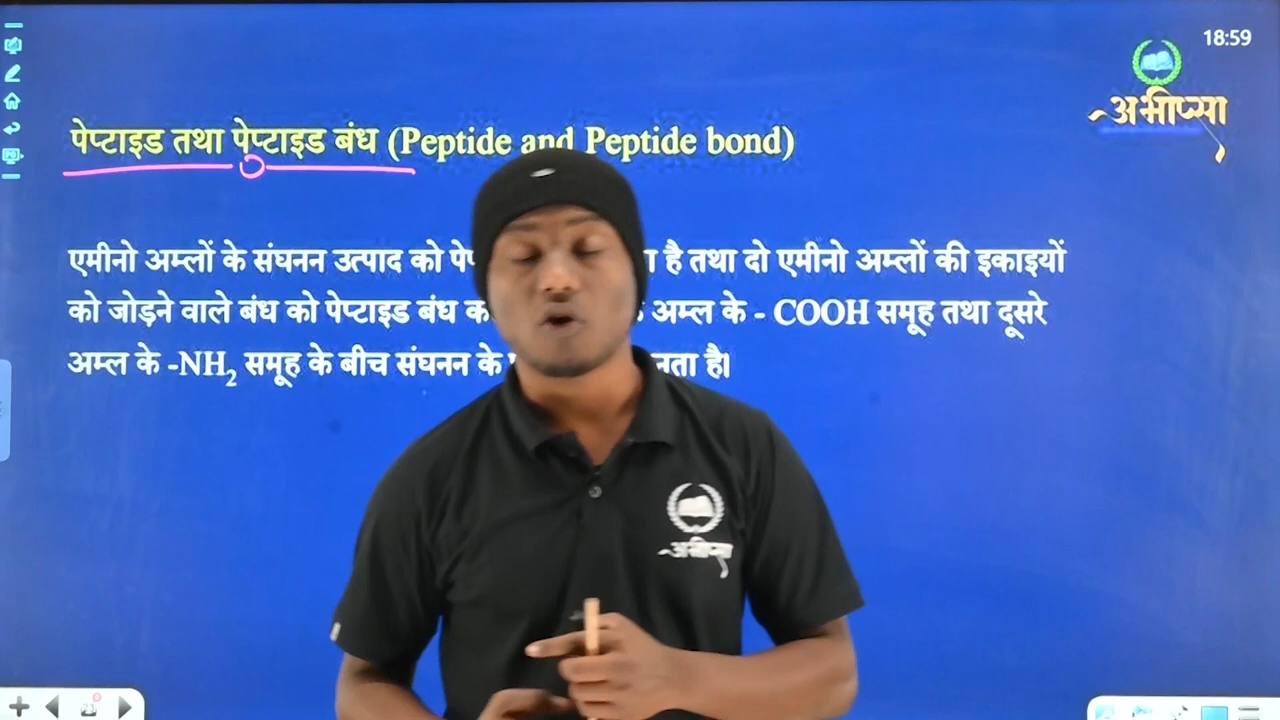 18:59
अभीप्सा
पेप्टाइड तथा पेप्टाइड बंध (Peptide and Peptide bond)
एमीनो अम्लों के संघनन उत्पाद को है तथा दो एमीनो अम्लों की इकाइयों
को जोड़ने वाले बंध को पेप्टाइड बंध अम्ल के - COOH समूह तथा दूसरे
अम्ल के -NH₂ समूह के बीच संघनन के है।
अभीप्सा
23